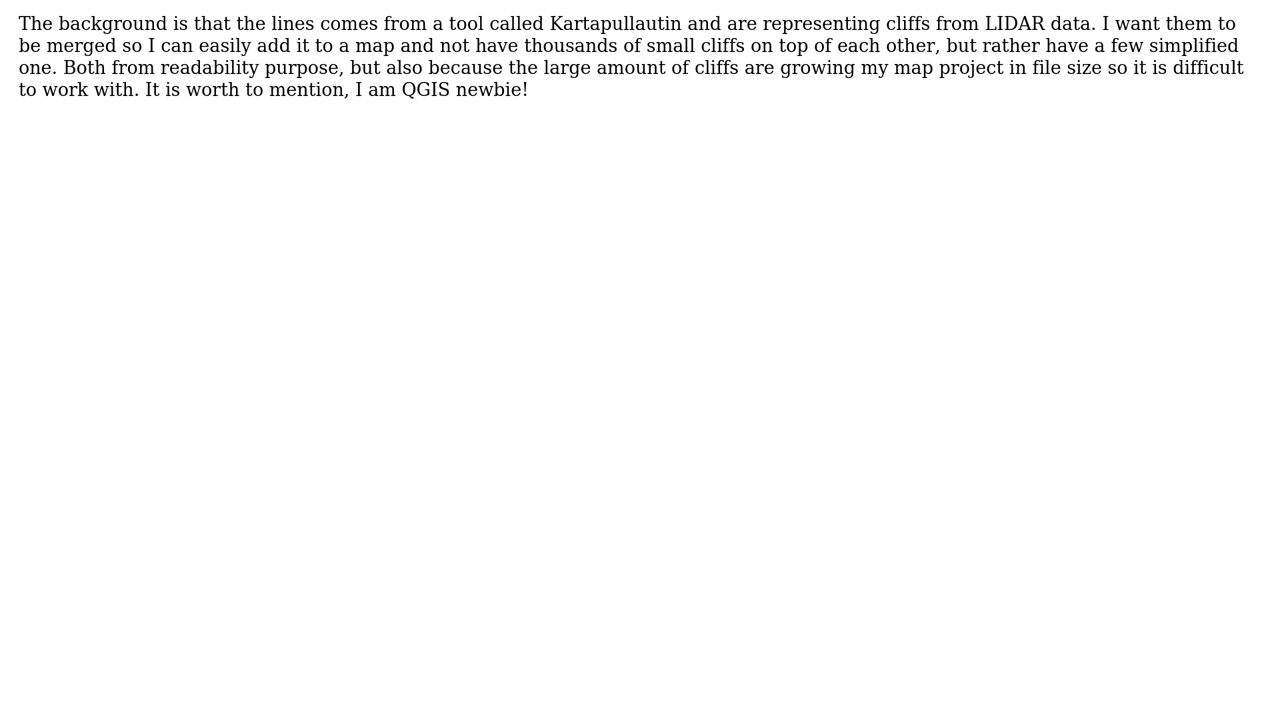 The background is that the lines comes from a tool called Kartapullautin and are representing cliffs from LIDAR data. I want them to
be merged so I can easily add it to a map and not have thousands of small cliffs on top of each other, but rather have a few simplified
one. Both from readability purpose, but also because the large amount of cliffs are growing my map project in file size so it is difficult
to work with. It is worth to mention, I am QGIS newbie!